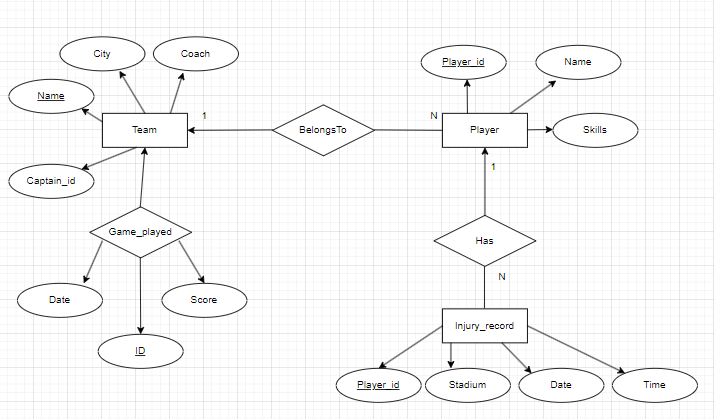 City
Coach
Player_id
Name
Name
Team
1
BelongsTo
N
Player
Skills
Captain_id
1
Game_played
Has
N
Date
Score
ID
Injury_record
Player_id
Stadium
Date
Time